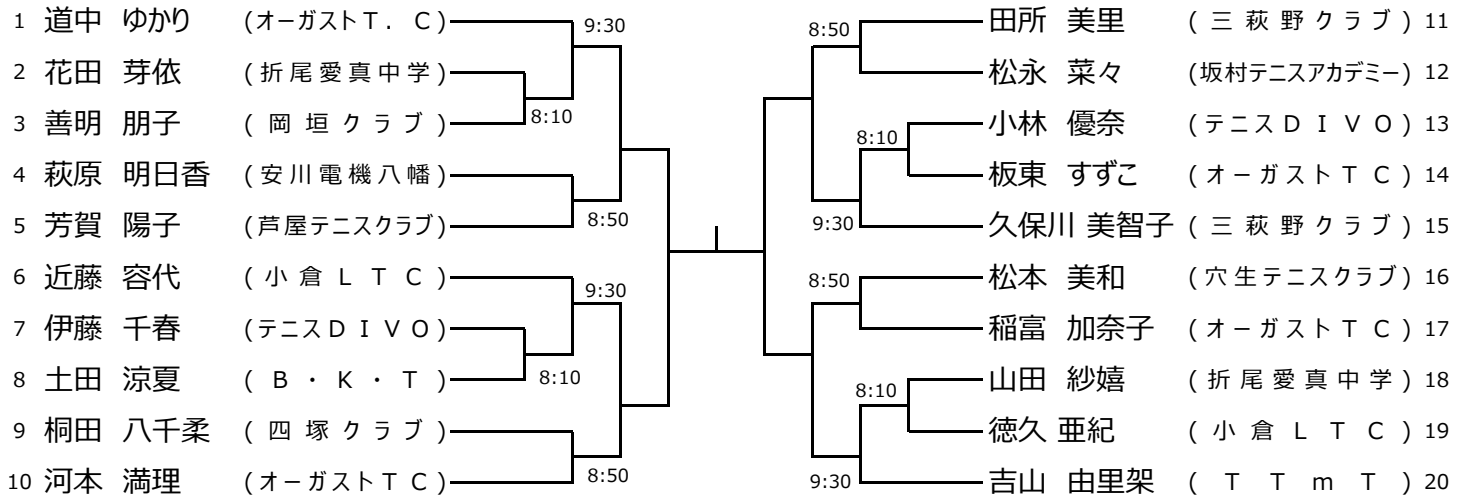 1 道中 ゆかり (オーガストT．C)
2 花田 芽依 (折尾愛真中学)
3 善明 朋子 (岡垣クラブ)
4 萩原 明日香 (安川電機八幡)
5 芳賀 陽子 (芦屋テニスクラブ)
6 近藤 容代 (小倉LTC)
7 伊藤 千春 (テニスDIVO)
8 土田 涼夏 (B・K・T)
9 桐田 八千柔 (四塚クラブ)
10 河本 満理 (オーガストTC)
9:30
8:10
8:50
9:30
8:10
8:50
8:50
8:10
9:30
8:50
8:10
9:30
田所 美里 (三萩野クラブ) 11
松永 菜々 (坂村テニスアカデミー) 12
小林 優奈 (テニスDIVO) 13
板東 すずこ (オーガストTC) 14
久保川 美智子 (三萩野クラブ) 15
松本 美和 (穴生テニスクラブ) 16
稲富 加奈子 (オーガストTC) 17
山田 紗嬉 (折尾愛真中学) 18
徳久 亜紀 (小倉LTC) 19
吉山 由里架 (TTmT) 20